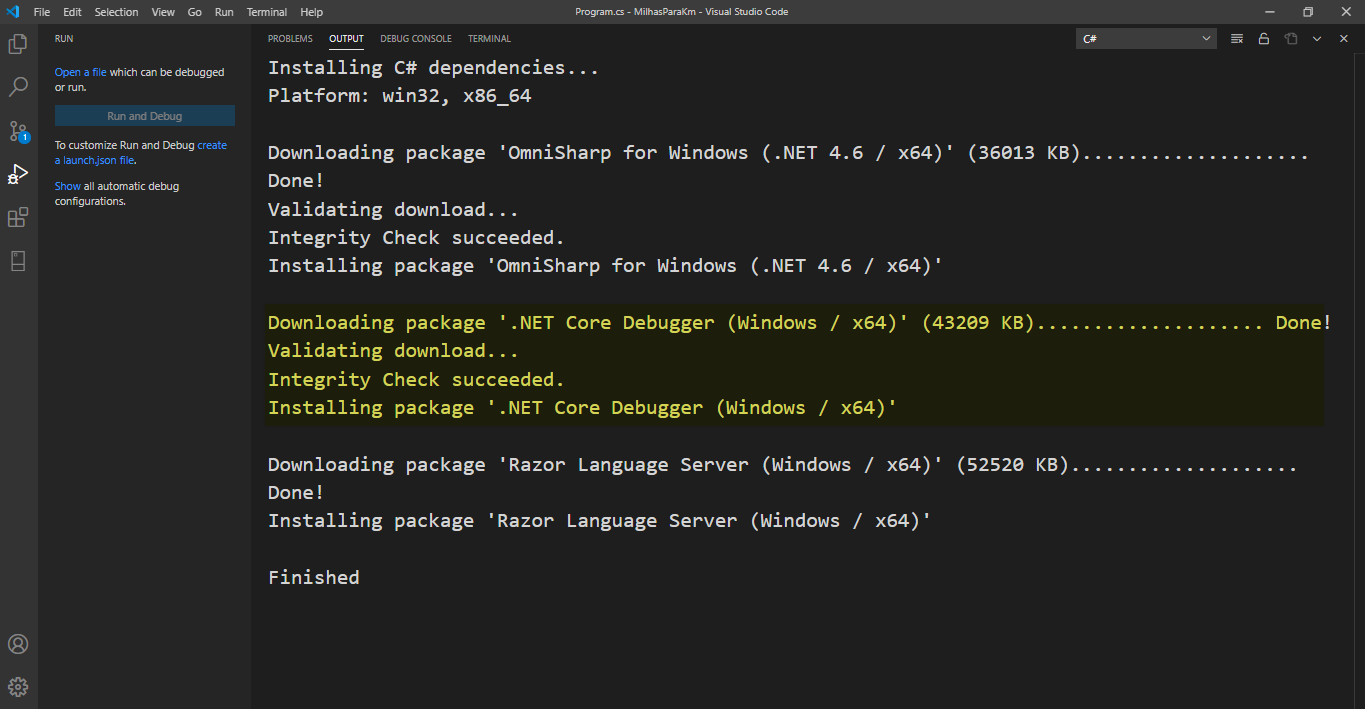 File Edit Selection View Go Run Terminal Help
Program.cs - MilhasParaKm - Visual Studio Code
RUN
Open a file which can be debugged
or run.
Run and Debug
To customize Run and Debug create
a launch.json file.
Show all automatic debug
configurations.
1
PROBLEMS OUTPUT DEBUG CONSOLE TERMINAL
C#
Installing C# dependencies...
Platform: win32, x86_64
Downloading package 'OmniSharp for Windows (.NET 4.6 / x64)' (36013 KB)....................
Done!
Validating download...
Integrity Check succeeded.
Installing package 'OmniSharp for Windows (.NET 4.6 / x64)'
Downloading package '.NET Core Debugger (Windows / x64)' (43209 KB).................... Done!
Validating download...
Integrity Check succeeded.
Installing package '.NET Core Debugger (Windows / x64)'
Downloading package 'Razor Language Server (Windows / x64)' (52520 KB)....................
Done!
Installing package 'Razor Language Server (Windows / x64)'
Finished